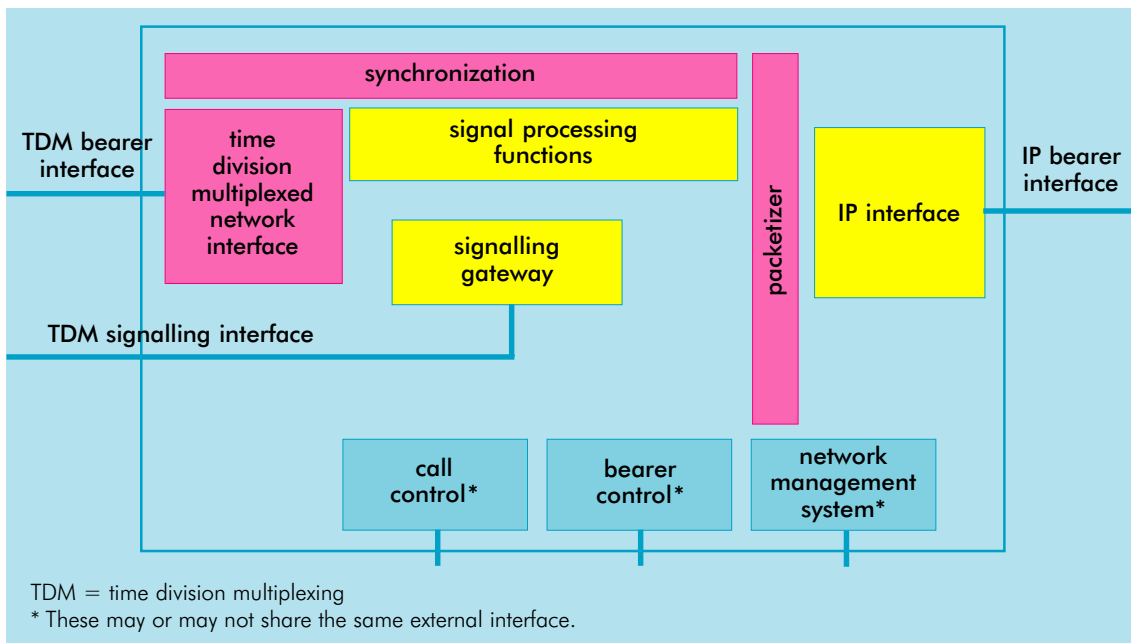 synchronization
TDM bearer
interface
time
division
multiplexed
network
interface
signal processing
functions
signalling
gateway
packetizer
IP interface
IP bearer
interface
TDM signalling interface
call
control*
bearer
control*
network
management
system*
TDM = time division multiplexing
* These may or may not share the same external interface.